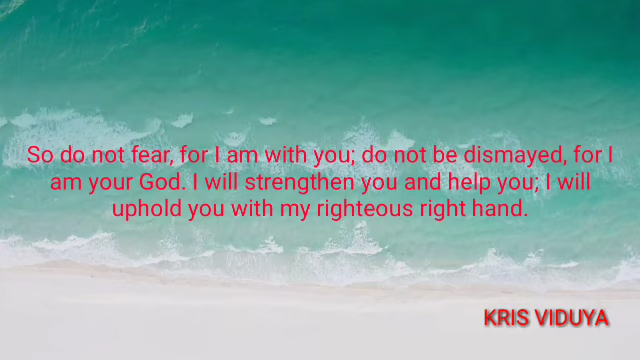 So do not fear, for I am with you; do not be dismayed, for I
am your God. I will strengthen you and help you; I will
uphold you with my righteous right hand.
KRIS VIDUYA